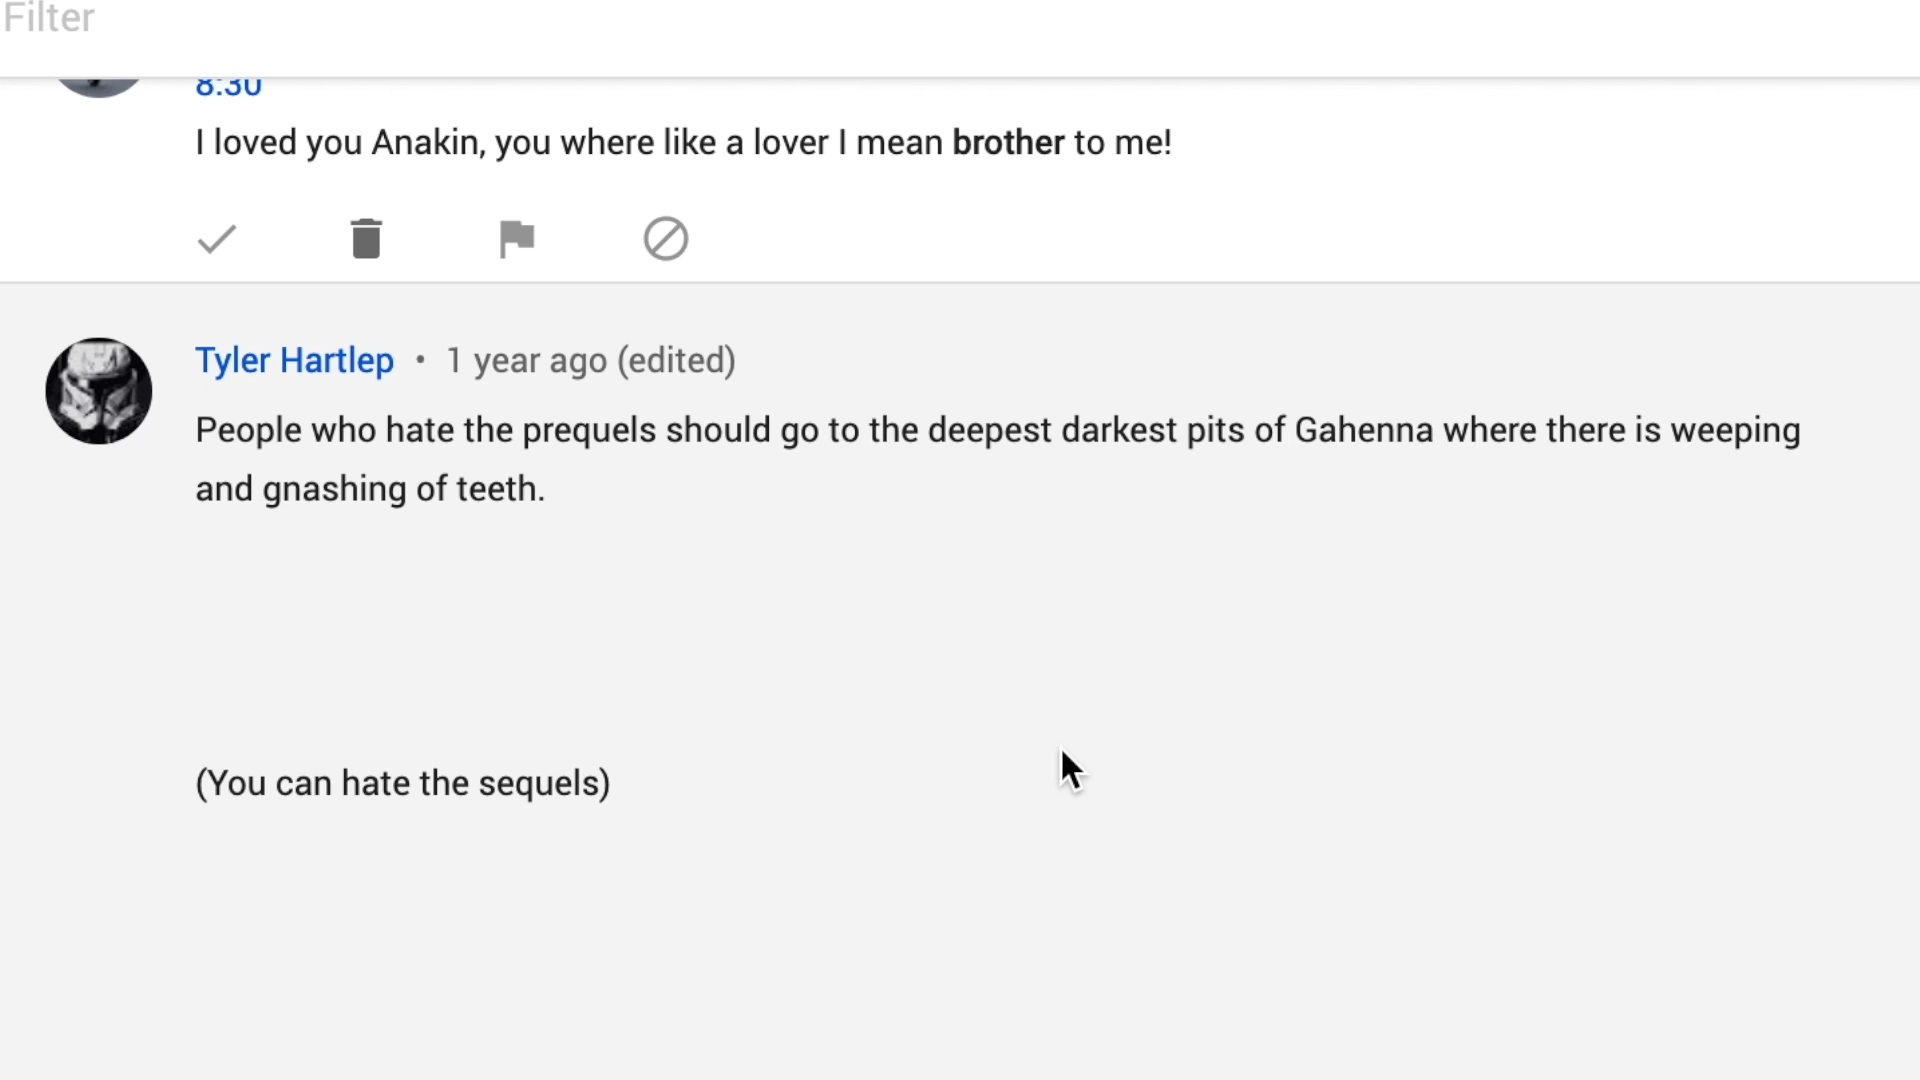 Filter
8:30
I loved you Anakin, you where like a lover I mean brother to me!
Tyler Hartlep • 1 year ago (edited)
People who hate the prequels should go to the deepest darkest pits of Gahenna where there is weeping
and gnashing of teeth.
(You can hate the sequels)